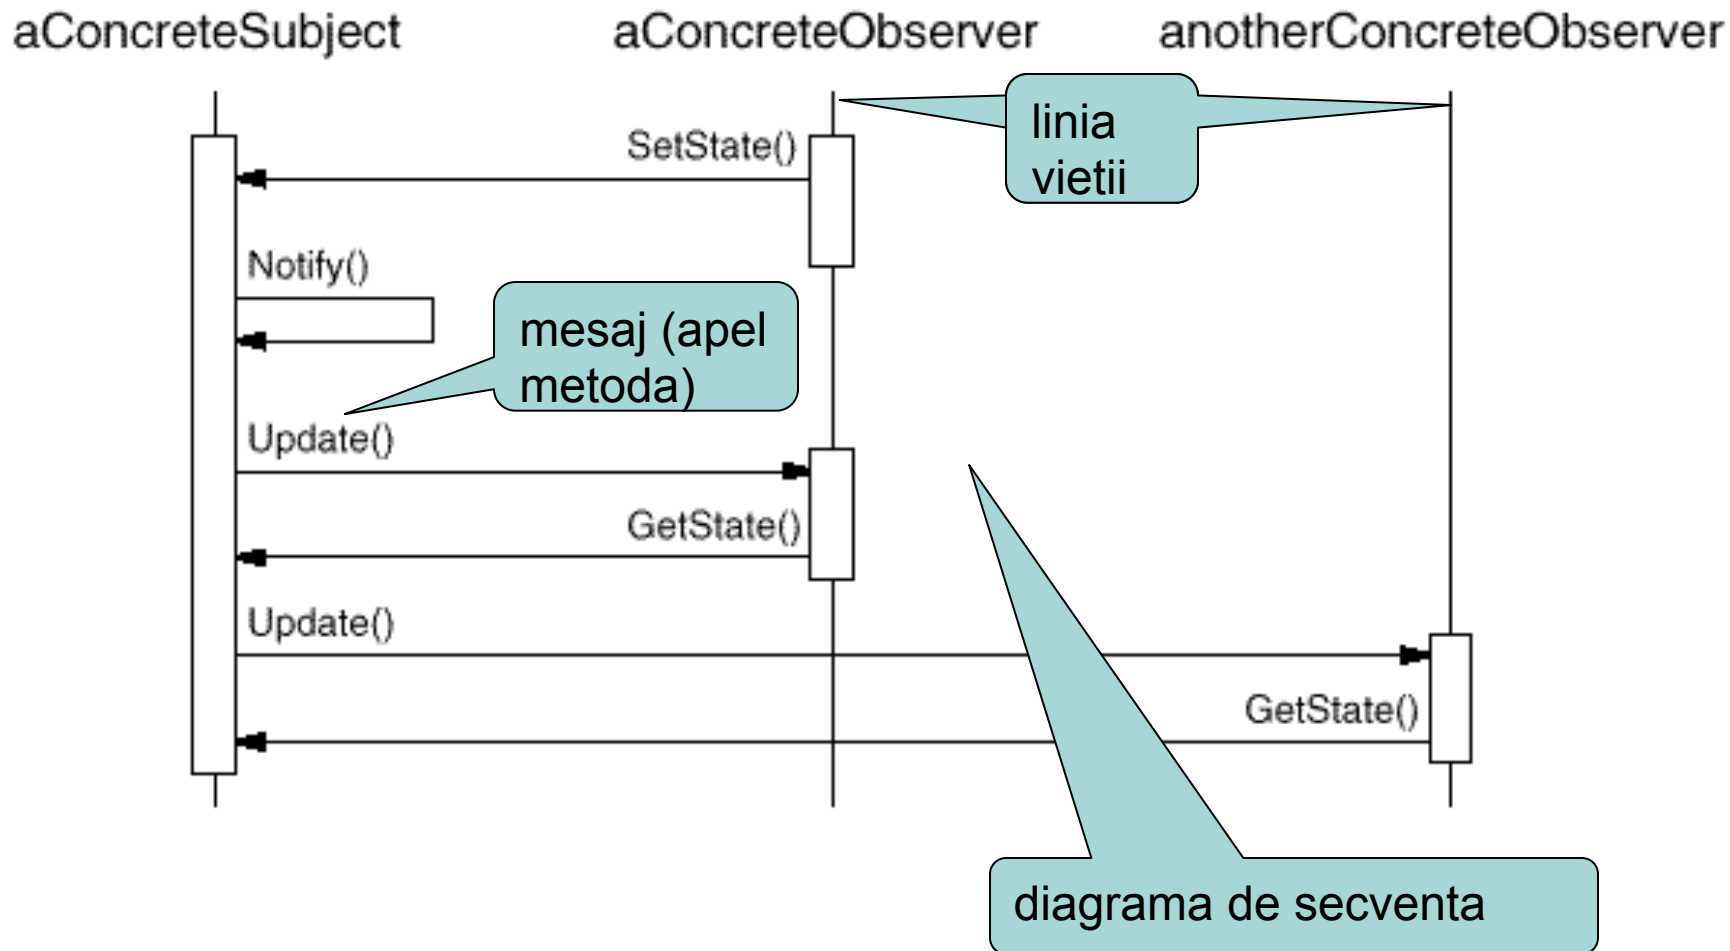 aConcreteSubject
aConcreteObserver
anotherConcreteObserver
linia
vietii
SetState()
Notify()
mesaj (apel
metoda)
Update()
GetState()
Update()
GetState()
diagrama de secventa